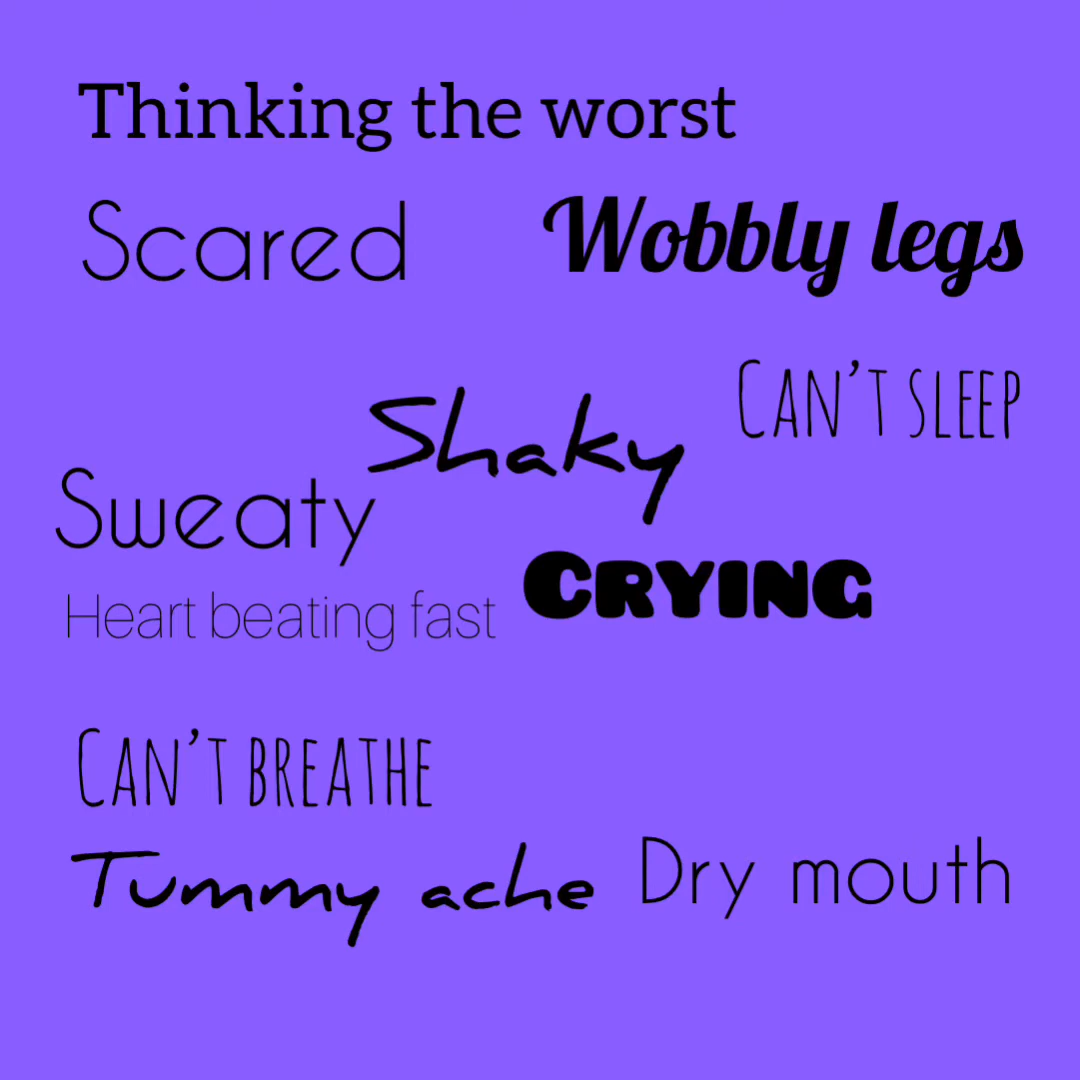 Thinking the worst
Scared
Wobbly legs
Can't sleep
Shaky
Sweaty
Crying
Heart beating fast
Can't breathe
Tummy ache
Dry mouth